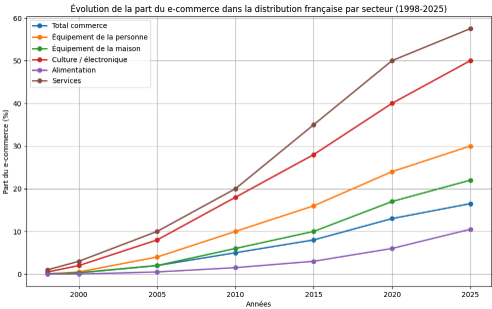 Évolution de la part du e-commerce dans la distribution française par secteur (1998-2025)
Total commerce
Équipement de la personne
Équipement de la maison
Culture / électronique
Alimentation
Services
Part du e-commerce (%)
60
50
40
30
20
10
0
2000
2005
2010
2015
2020
2025
Années